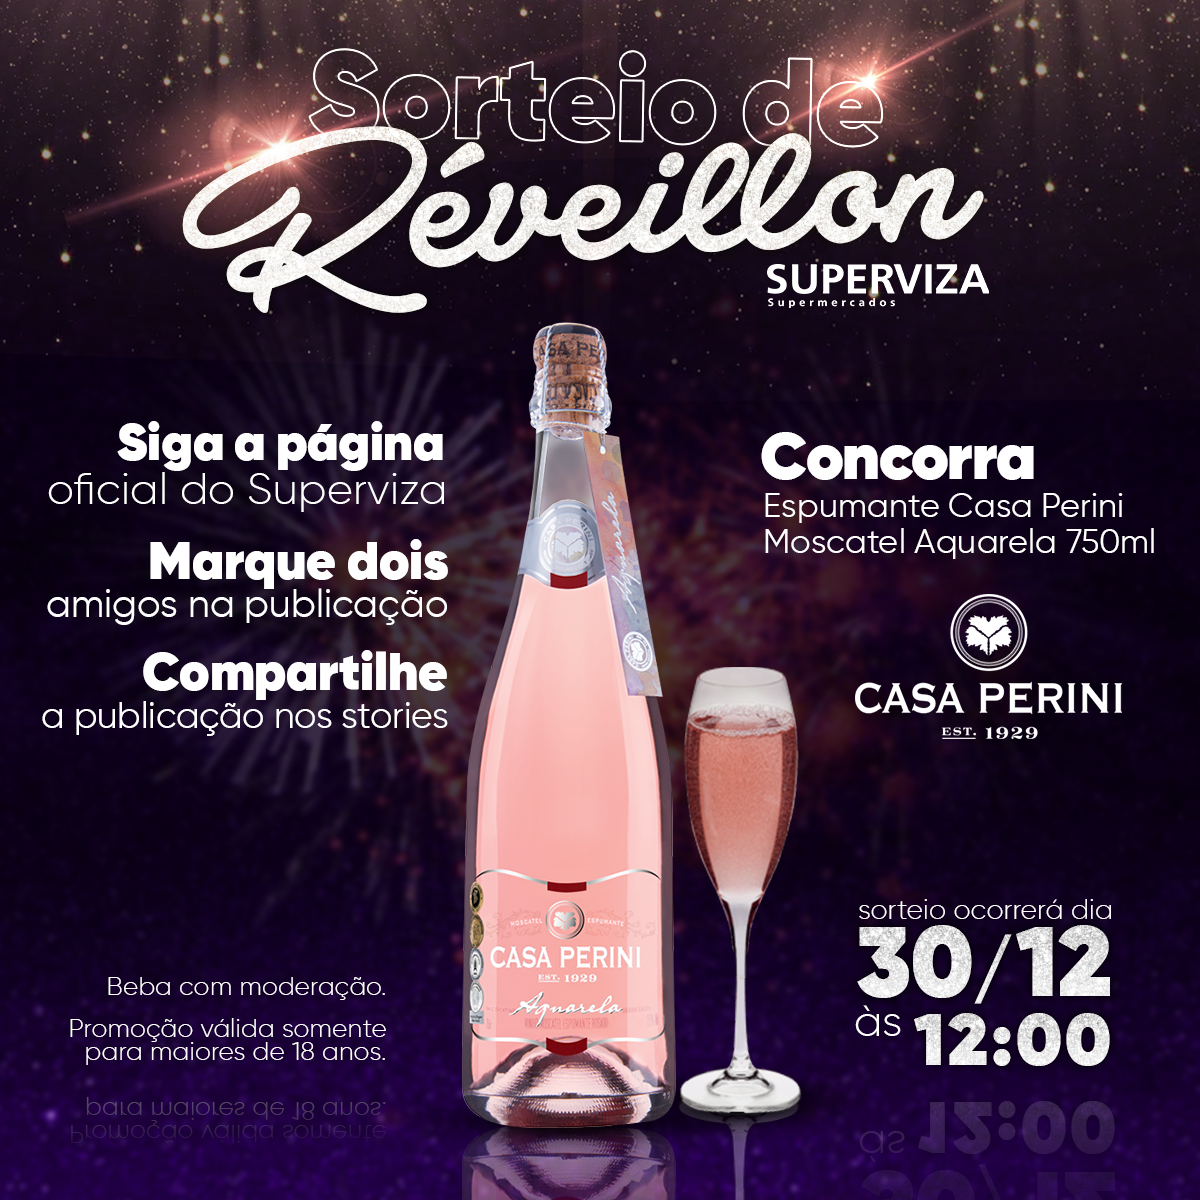 Sorteio de
Réveillon
SUPERVIZA
Supermercados
Siga a página
oficial do Superviza
Marque dois
amigos na publicação
Compartilhe
a publicação nos stories
Concorra
Espumante Casa Perini
Moscatel Aquarela 750ml
CASA PERINI
EST. 1929
Aquarela
MOSCATEL ESPUMANTE
CASA PERINI
EST. 1929
Aquarela
sorteio ocorrerá dia
30/12
às 12:00
Beba com moderação.
Promoção válida somente
para maiores de 18 anos.